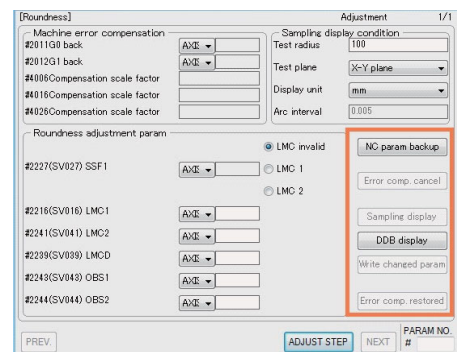 [Roundness] Adjustment 1/1
Machine error compensation
#2011G0 back AXIS
#2012G1 back AXIS
#4006Compensation scale factor
#4016Compensation scale factor
#4026Compensation scale factor
Sampling display condition
Test radius 100
Test plane X-Y plane
Display unit mm
Arc interval 0.005
Roundness adjustment param
LMC invalid
#2227(SV027) SSF1 AXIS LMC 1
LMC 2
#2216(SV016) LMC1 AXIS
#2241(SV041) LMC2 AXIS
#2239(SV039) LMCD AXIS
#2243(SV043) OBS1 AXIS
#2244(SV044) OBS2 AXIS
NC param backup
Error comp. cancel
Sampling display
DDB display
Write changed param
Error comp. restored
PREV. ADJUST STEP NEXT PARAM NO.
#